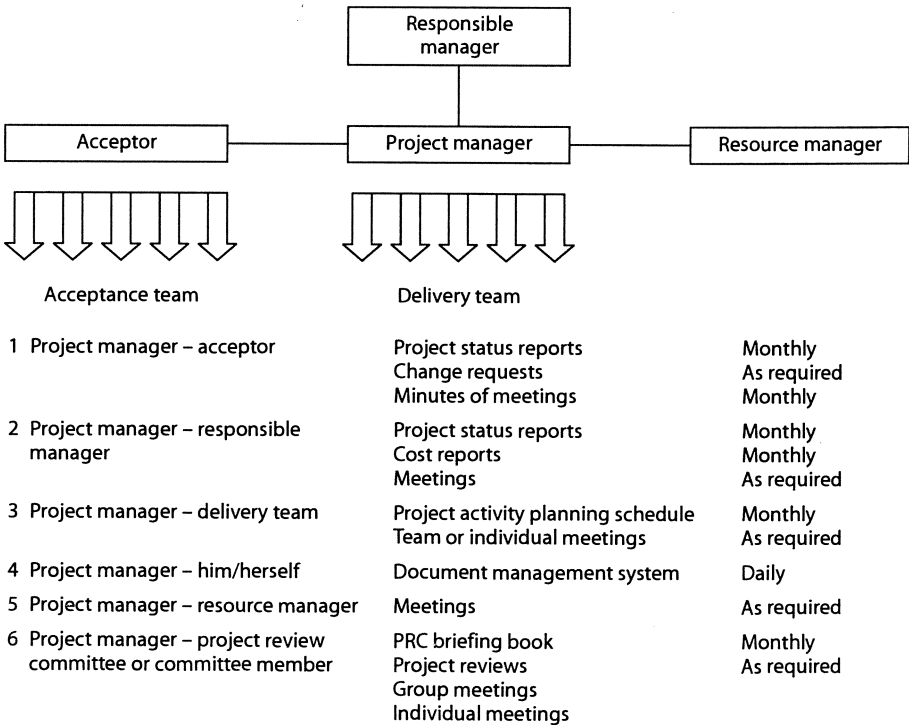 Responsible
manager
Acceptor
Project manager
Resource manager
Acceptance team
Delivery team
1 Project manager – acceptor Project status reports Monthly
Change requests As required
Minutes of meetings Monthly
2 Project manager – responsible Project status reports Monthly
manager Cost reports Monthly
Meetings As required
3 Project manager – delivery team Project activity planning schedule Monthly
Team or individual meetings As required
4 Project manager – him/herself Document management system Daily
5 Project manager – resource manager Meetings As required
6 Project manager – project review PRC briefing book Monthly
committee or committee member Project reviews As required
Group meetings
Individual meetings